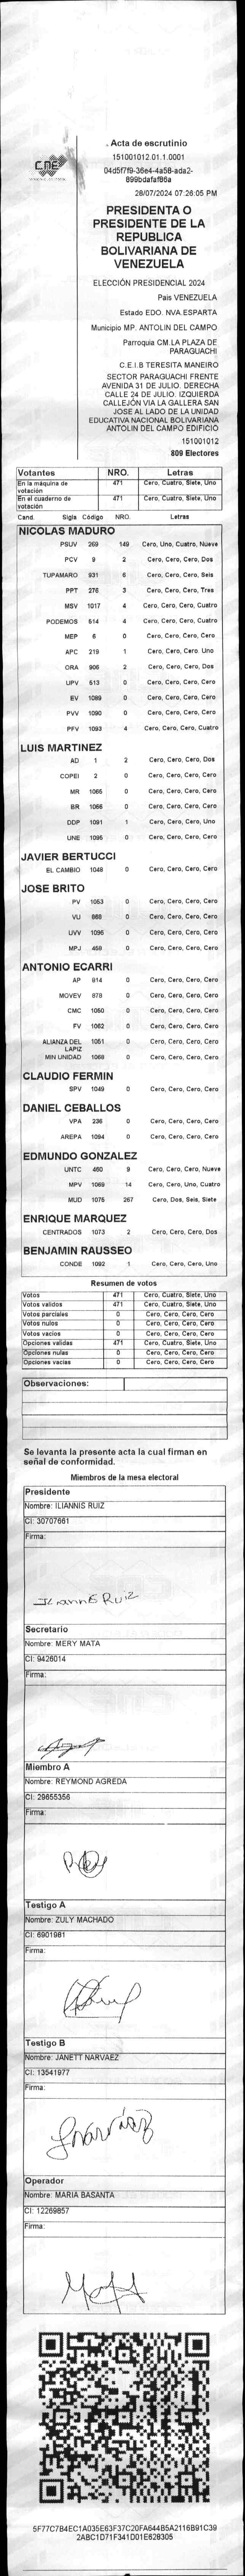 CNE
Acta de escrutinio
151001012.01.1.0001
04d5f7f9-36e4-4a58-ada2-
899bdafaf86a
28/07/2024 07:26:05 PM
PRESIDENTA O
PRESIDENTE DE LA
REPUBLICA
BOLIVARIANA DE
VENEZUELA
ELECCIÓN PRESIDENCIAL 2024
Pais VENEZUELA
Estado EDO. NVA.ESPARTA
Municipio MP. ANTOLIN DEL CAMPO
Parroquia CM.LA PLAZA DE
PARAGUACHI
C.E.I.B TERESITA MANEIRO
SECTOR PARAGUACHI FRENTE
AVENIDA 31 DE JULIO. DERECHA
CALLE 24 DE JULIO. IZQUIERDA
CALLEJÓN VIA LA GALLERA SAN
JOSE AL LADO DE LA UNIDAD
EDUCATIVA NACIONAL BOLIVARIANA
ANTOLIN DEL CAMPO EDIFICIO
151001012
809 Electores
Votantes NRO. Letras
En la máquina de votación 471 Cero, Cuatro, Siete, Uno
En el cuaderno de votación 471 Cero, Cuatro, Siete, Uno
Cand. Sigla Código NRO. Letras
NICOLAS MADURO
PSUV 269 149 Cero, Uno, Cuatro, Nueve
PCV 9 2 Cero, Cero, Cero, Dos
TUPAMARO 931 6 Cero, Cero, Cero, Seis
PPT 276 3 Cero, Cero, Cero, Tres
MSV 1017 4 Cero, Cero, Cero, Cuatro
PODEMOS 514 4 Cero, Cero, Cero, Cuatro
MEP 6 0 Cero, Cero, Cero, Cero
APC 219 1 Cero, Cero, Cero, Uno
ORA 906 2 Cero, Cero, Cero, Dos
UPV 513 0 Cero, Cero, Cero, Cero
EV 1089 0 Cero, Cero, Cero, Cero
PVV 1090 0 Cero, Cero, Cero, Cero
PFV 1093 4 Cero, Cero, Cero, Cuatro
LUIS MARTINEZ
AD 1 2 Cero, Cero, Cero, Dos
COPEI 2 0 Cero, Cero, Cero, Cero
MR 1065 0 Cero, Cero, Cero, Cero
BR 1066 0 Cero, Cero, Cero, Cero
DDP 1091 1 Cero, Cero, Cero, Uno
UNE 1095 0 Cero, Cero, Cero, Cero
JAVIER BERTUCCI
EL CAMBIO 1048 0 Cero, Cero, Cero, Cero
JOSE BRITO
PV 1053 0 Cero, Cero, Cero, Cero
VU 888 0 Cero, Cero, Cero, Cero
UVV 1096 0 Cero, Cero, Cero, Cero
MPJ 459 0 Cero, Cero, Cero, Cero
ANTONIO ECARRI
AP 914 0 Cero, Cero, Cero, Cero
MOVEV 878 0 Cero, Cero, Cero, Cero
CMC 1050 0 Cero, Cero, Cero, Cero
FV 1062 0 Cero, Cero, Cero, Cero
ALIANZA DEL LAPIZ 1051 0 Cero, Cero, Cero, Cero
MIN UNIDAD 1069 0 Cero, Cero, Cero, Cero
CLAUDIO FERMIN
SPV 1049 0 Cero, Cero, Cero, Cero
DANIEL CEBALLOS
VPA 236 0 Cero, Cero, Cero, Cero
AREPA 1094 0 Cero, Cero, Cero, Cero
EDMUNDO GONZALEZ
UNTC 460 9 Cero, Cero, Cero, Nueve
MPV 1069 14 Cero, Cero, Uno, Cuatro
MUD 1075 267 Cero, Dos, Seis, Siete
ENRIQUE MARQUEZ
CENTRADOS 1073 2 Cero, Cero, Cero, Dos
BENJAMIN RAUSSEO
CONDE 1092 1 Cero, Cero, Cero, Uno
Resumen de votos
Votos 471 Cero, Cuatro, Siete, Uno
Votos validos 471 Cero, Cuatro, Siete, Uno
Votos parciales 0 Cero, Cero, Cero, Cero
Votos nulos 0 Cero, Cero, Cero, Cero
Votos vacios 0 Cero, Cero, Cero, Cero
Opciones validas 471 Cero, Cuatro, Siete, Uno
Opciones nulas 0 Cero, Cero, Cero, Cero
Opciones vacias 0 Cero, Cero, Cero, Cero
Observaciones:
Se levanta la presente acta la cual firman en
señal de conformidad.
Miembros de la mesa electoral
Presidente
Nombre: ILIANNIS RUIZ
CI: 30707661
Firma:
Secretario
Nombre: MERY MATA
CI: 9426014
Firma:
Miembro A
Nombre: REYMOND AGREDA
CI: 29655356
Firma:
Testigo A
Nombre: ZULY MACHADO
CI: 6901981
Firma:
Testigo B
Nombre: JANETT NARVAEZ
CI: 13541977
Firma:
Operador
Nombre: MARIA BASANTA
CI: 12269857
Firma:
5F77C7B4EC1A035E63F37C20FA644B5A2116B91C39
2ABC1D71F341D01E628305